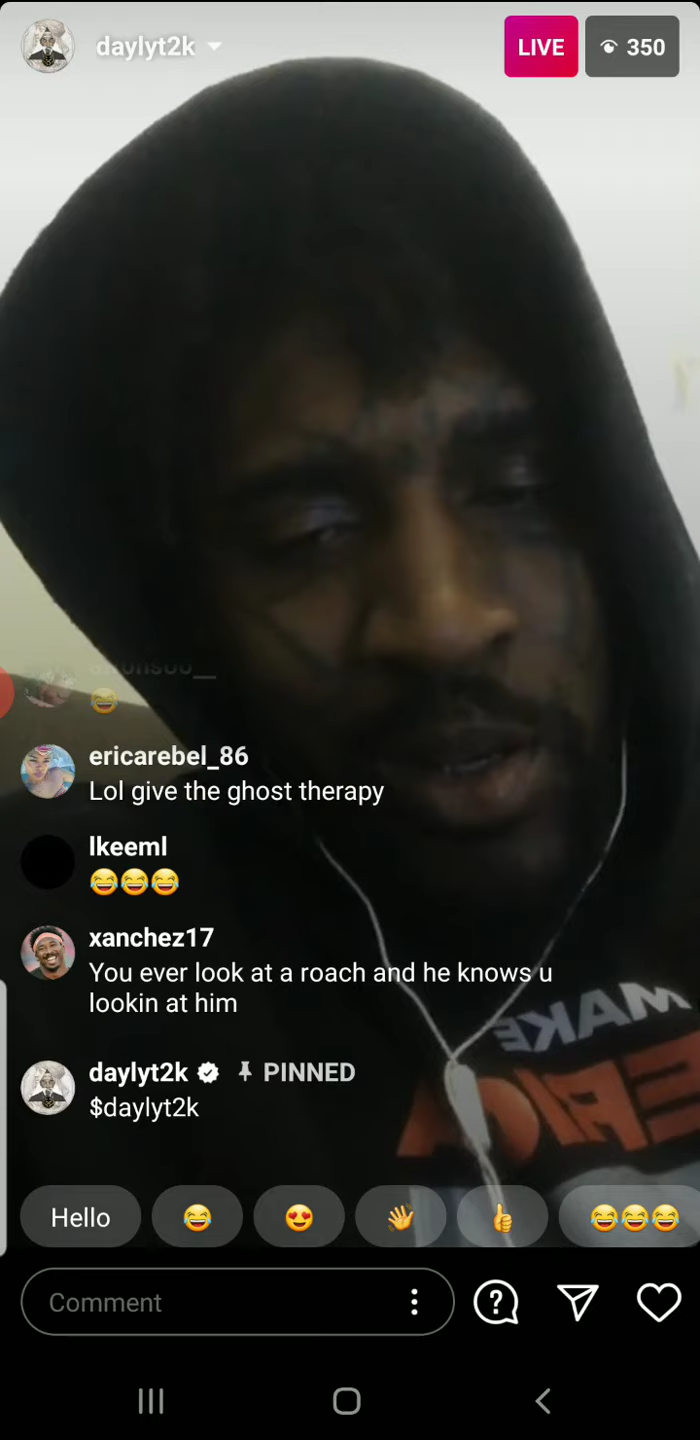 daylyt2k
LIVE
350
ericarebel_86
Lol give the ghost therapy
lkeeml
😂😂😂
xanchez17
You ever look at a roach and he knows u
lookin at him
daylyt2k PINNED
$daylyt2k
MAKE
Hello 😂 😍 👋 👍 😂😂😂
Comment